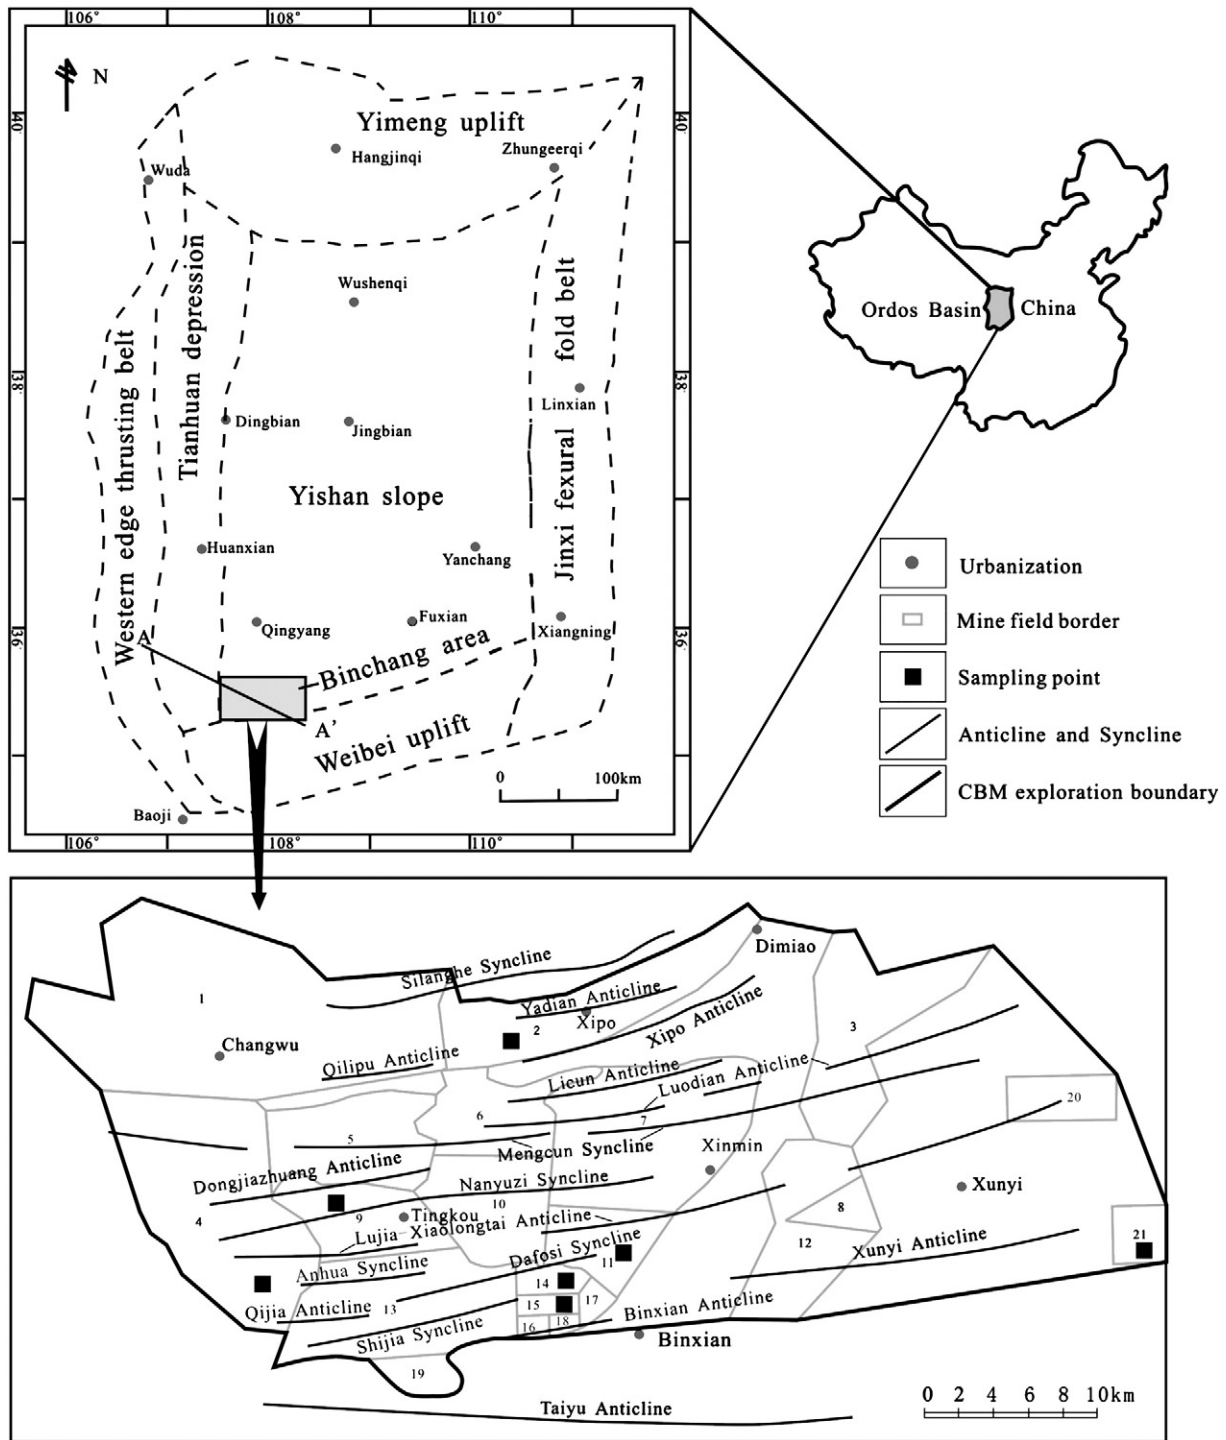 106°
108°
110°
N
40°
40°
Yimeng uplift
Hangjinqi
Zhungeerqi
Wuda
Tianhuan depression
Wushenqi
Jinxi fexural fold belt
Western edge thrusting belt
38°
38°
Linxian
Dingbian
Jingbian
Yishan slope
Huanxian
Yanchang
Qingyang
Fuxian
Xiangning
36°
36°
A
Binchang area
A'
Weibei uplift
0 100km
Baoji
106°
108°
110°
Ordos Basin
China
Urbanization
Mine field border
Sampling point
Anticline and Syncline
CBM exploration boundary
Dimiao
Silanghe Syncline
1
Yadian Anticline
2
Xipo
Xipo Anticline
3
Changwu
Qilipu Anticline
Licun Anticline
Luodian Anticline
20
6
7
5
Mengcun Syncline
Xinmin
Dongjiazhuang Anticline
Nanyuzi Syncline
Xunyi
10
8
4
9
Tingkou
Lujia Xiaolongtai Anticline
12
Xunyi Anticline
21
Dafosi Syncline
11
Anhua Syncline
14
Qijia Anticline
13
15
17
Binxian Anticline
16
18
Shijia Syncline
Binxian
19
Taiyu Anticline
0 2 4 6 8 10km